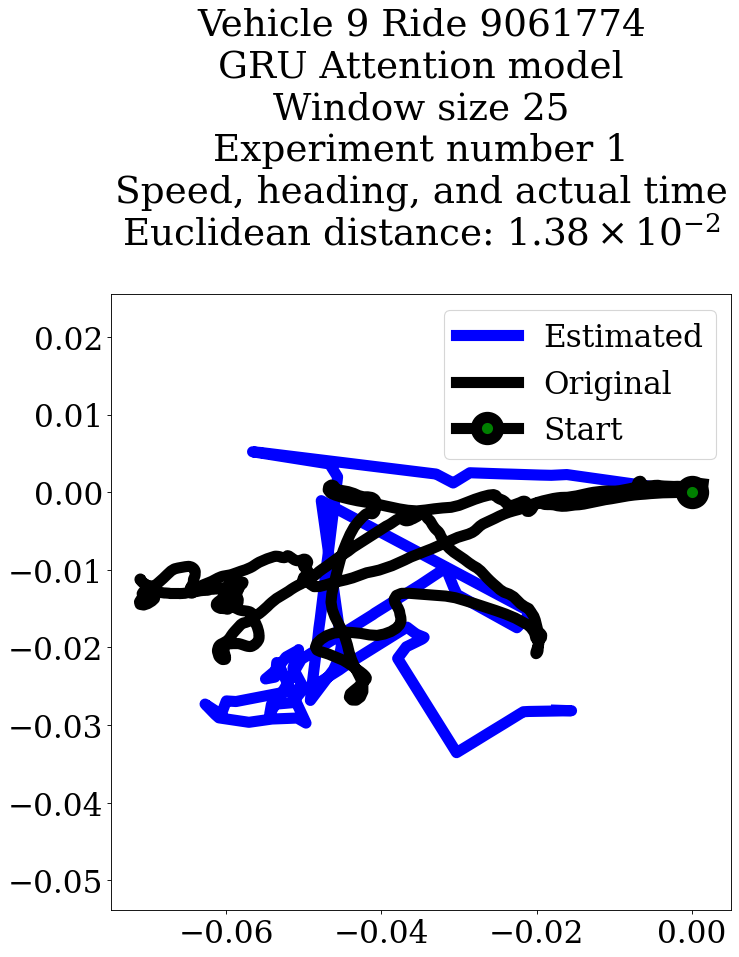 Vehicle 9 Ride 9061774
GRU Attention model
Window size 25
Experiment number 1
Speed, heading, and actual time
Euclidean distance: 1.38 × 10⁻²
Estimated
Original
Start
0.02
0.01
0.00
−0.01
−0.02
−0.03
−0.04
−0.05
−0.06
−0.04
−0.02
0.00